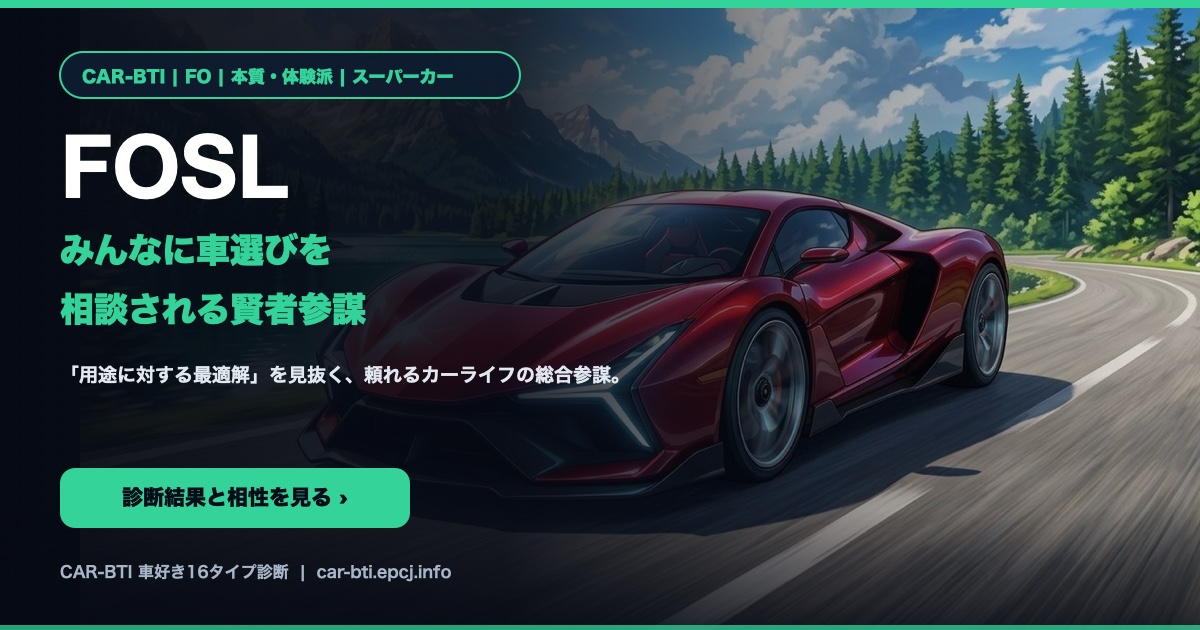 CAR-BTI | FO | 本質・体験派 | スーパーカー
FOSL
みんなに車選びを
相談される賢者参謀
「用途に対する最適解」を見抜く、頼れるカーライフの総合参謀。
診断結果と相性を見る ›
CAR-BTI 車好き16タイプ診断 | car-bti.epcj.info